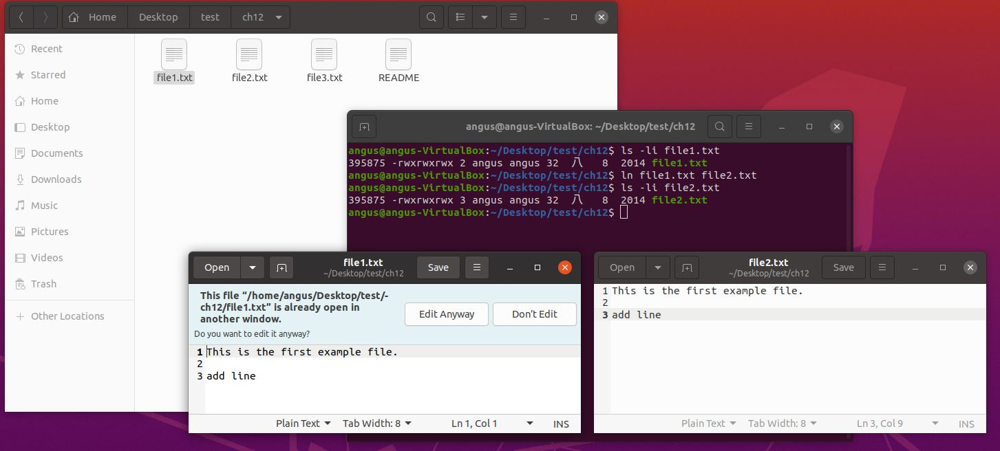 Home Desktop test ch12
Recent
Starred
Home
Desktop
Documents
Downloads
Music
Pictures
Videos
Trash
Other Locations
file1.txt file2.txt file3.txt README
angus@angus-VirtualBox: ~/Desktop/test/ch12
angus@angus-VirtualBox:~/Desktop/test/ch12$ ls -li file1.txt
395875 -rwxrwxrwx 2 angus angus 32 八 8 2014 file1.txt
angus@angus-VirtualBox:~/Desktop/test/ch12$ ln file1.txt file2.txt
angus@angus-VirtualBox:~/Desktop/test/ch12$ ls -li file2.txt
395875 -rwxrwxrwx 3 angus angus 32 八 8 2014 file2.txt
angus@angus-VirtualBox:~/Desktop/test/ch12$
Open file1.txt Save
~/Desktop/test/ch12
This file “/home/angus/Desktop/test/-
ch12/file1.txt” is already open in
another window.
Do you want to edit it anyway?
Edit Anyway Don’t Edit
1 This is the first example file.
2
3 add line
Plain Text Tab Width: 8 Ln 1, Col 1 INS
Open file2.txt Save
~/Desktop/test/ch12
1 This is the first example file.
2
3 add line
Plain Text Tab Width: 8 Ln 3, Col 9 INS